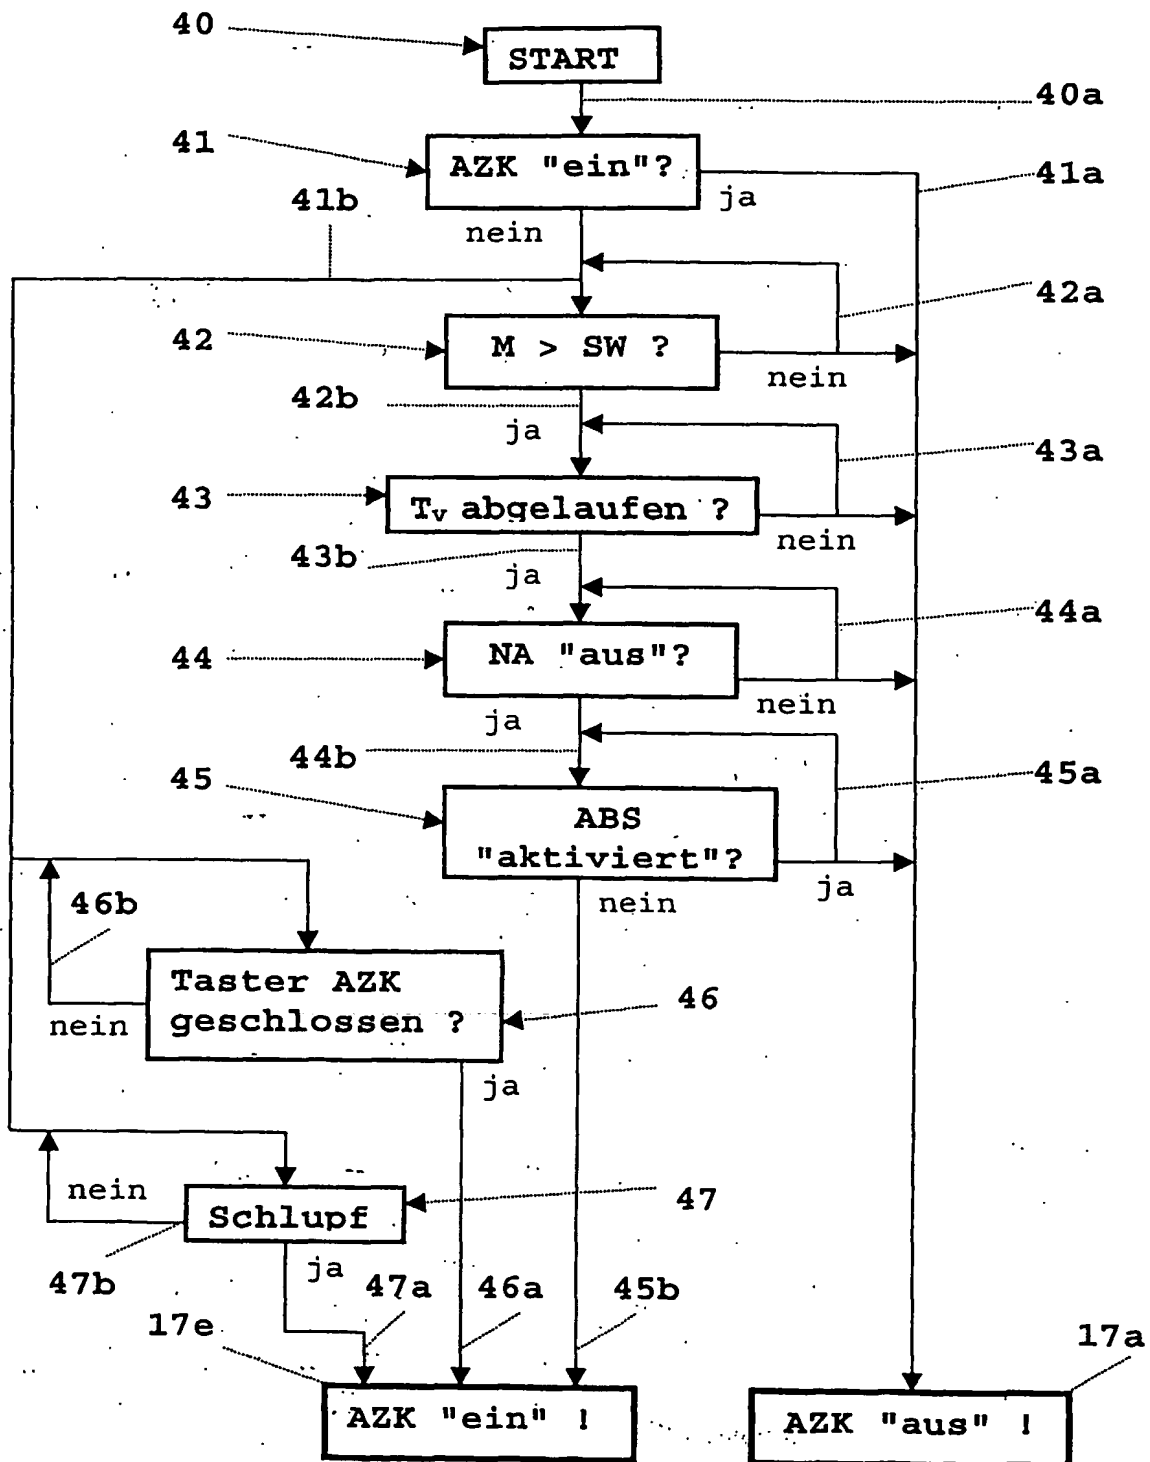 40
START
40a
41
AZK "ein"?
ja
41a
41b
nein
42a
42
M > SW ?
nein
42b
ja
43a
43
Tv abgelaufen ?
nein
43b
ja
44a
44
NA "aus"?
nein
ja
44b
45
45a
ABS
"aktiviert"?
ja
nein
46b
Taster AZK
geschlossen ?
46
nein
ja
nein
47
Schlupf
47b
ja
47a
46a
45b
17e
17a
AZK "ein" !
AZK "aus" !